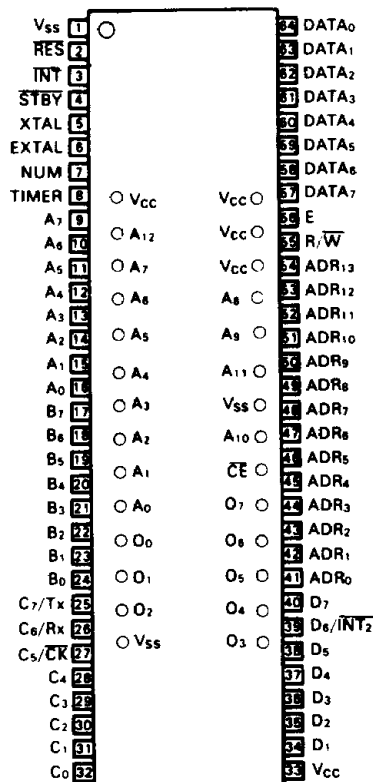 Vss 1
RES 2
INT 3
STBY 4
XTAL 5
EXTAL 6
NUM 7
TIMER 8
A7 9
A6 10
A5 11
A4 12
A3 13
A2 14
A1 15
A0 16
B7 17
B6 18
B5 19
B4 20
B3 21
B2 22
B1 23
B0 24
C7/Tx 25
C6/Rx 26
C5/CK 27
C4 28
C3 29
C2 30
C1 31
C0 32
VCC VCC
A12 VCC
A7 VCC
A6 A8
A5 A9
A4 A11
A3 VSS
A2 A10
A1 CE
A0 O7
O0 O6
O1 O5
O2 O4
VSS O3
64 DATA0
63 DATA1
62 DATA2
61 DATA3
60 DATA4
59 DATA5
58 DATA6
57 DATA7
56 E
55 R/W
54 ADR13
53 ADR12
52 ADR11
51 ADR10
50 ADR9
49 ADR8
48 ADR7
47 ADR6
46 ADR5
45 ADR4
44 ADR3
43 ADR2
42 ADR1
41 ADR0
40 D7
39 D6/INT2
38 D5
37 D4
36 D3
35 D2
34 D1
33 VCC